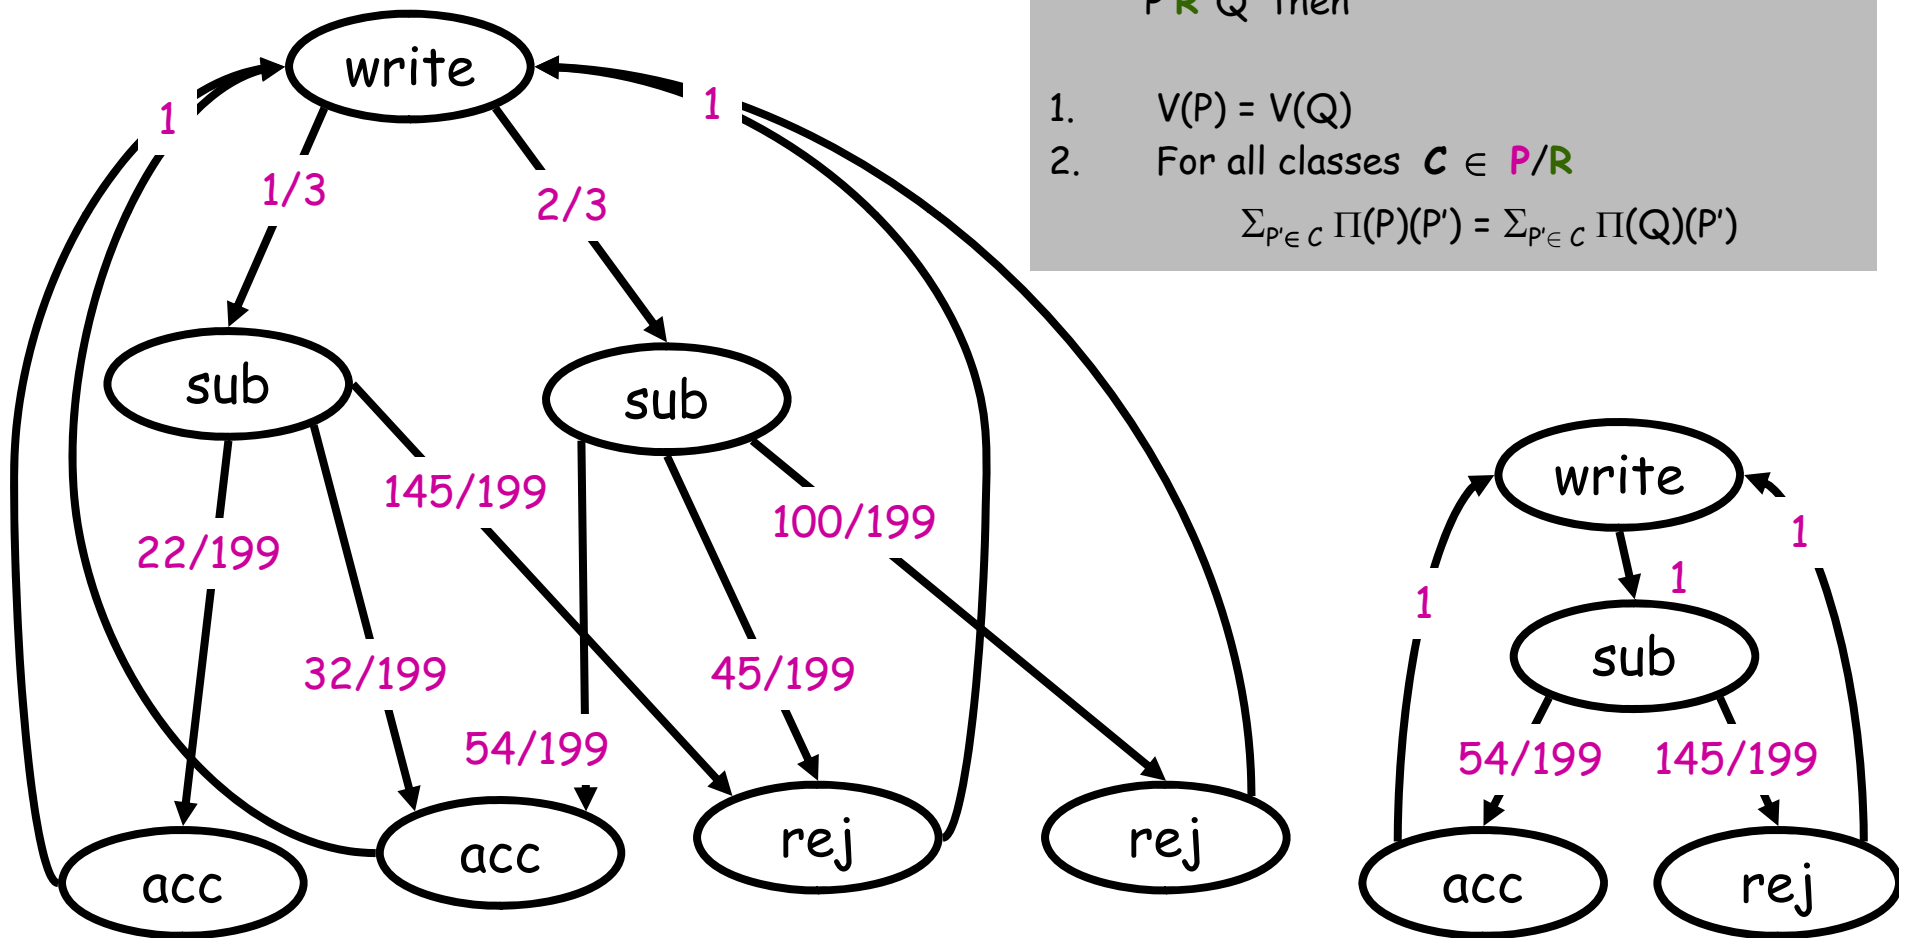 P R Q then
1. V(P) = V(Q)
2. For all classes C ∈ P/R
Σ_{P'∈ C} Π(P)(P') = Σ_{P'∈ C} Π(Q)(P')
write
1
1
1/3
2/3
sub
sub
145/199
100/199
22/199
32/199
45/199
54/199
acc
acc
rej
rej
write
1
1
1
sub
54/199
145/199
acc
rej